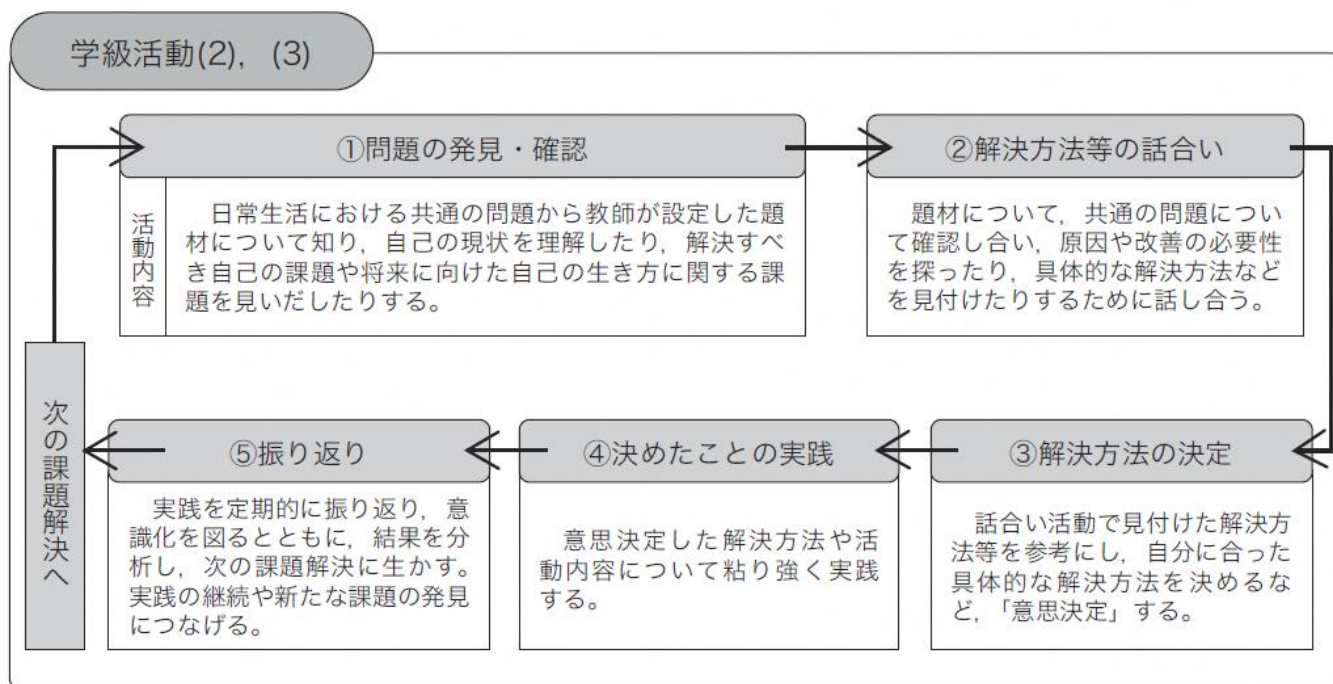 学級活動(2)，(3)
①問題の発見・確認
活動内容
日常生活における共通の問題から教師が設定した題
材について知り，自己の現状を理解したり，解決すべ
き自己の課題や将来に向けた自己の生き方に関する課
題を見いだしたりする。
②解決方法等の話合い
題材について，共通の問題につい
て確認し合い，原因や改善の必要性
を探ったり，具体的な解決方法など
を見付けたりするために話し合う。
③解決方法の決定
話合い活動で見付けた解決方
法等を参考にし，自分に合った
具体的な解決方法を決めるな
ど，「意思決定」する。
④決めたことの実践
意思決定した解決方法や活
動内容について粘り強く実践
する。
⑤振り返り
実践を定期的に振り返り，意
識化を図るとともに，結果を分
析し，次の課題解決に生かす。
実践の継続や新たな課題の発見
につなげる。
次の課題解決へ